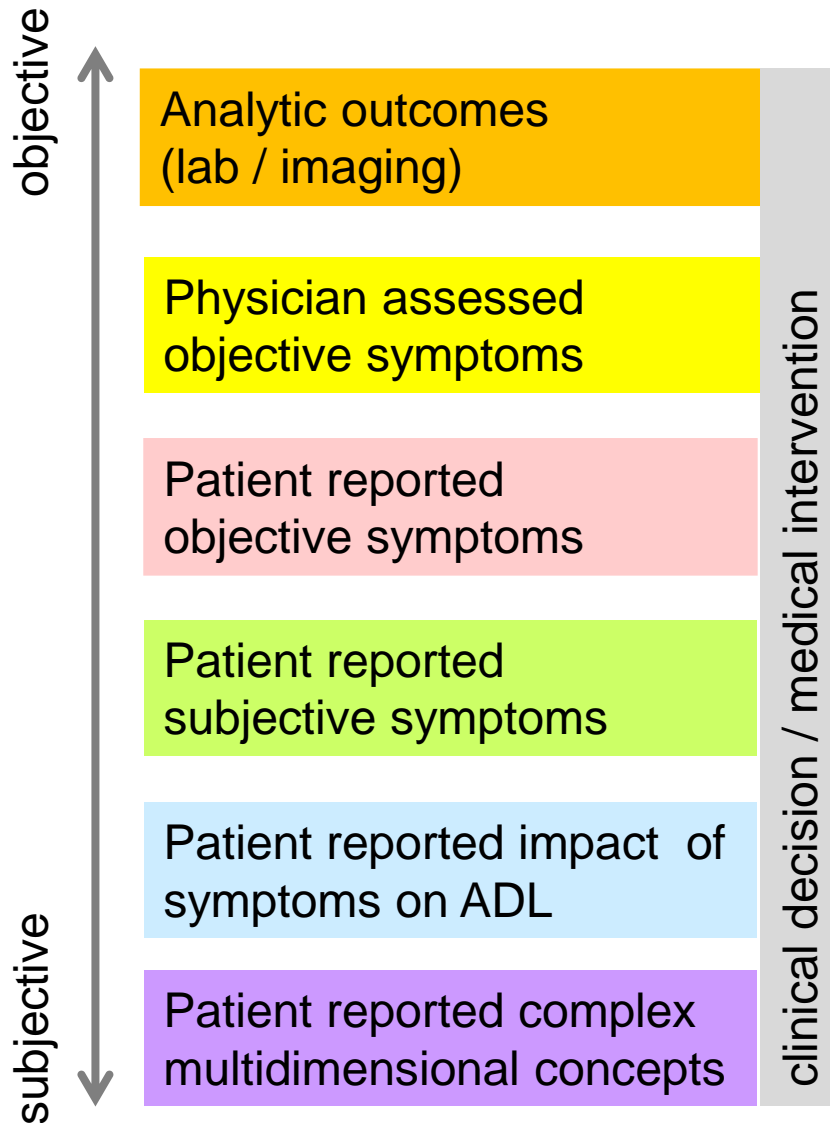 objective
Analytic outcomes
(lab / imaging)
Physician assessed
objective symptoms
Patient reported
objective symptoms
Patient reported
subjective symptoms
Patient reported impact of
symptoms on ADL
Patient reported complex
multidimensional concepts
subjective
clinical decision / medical intervention